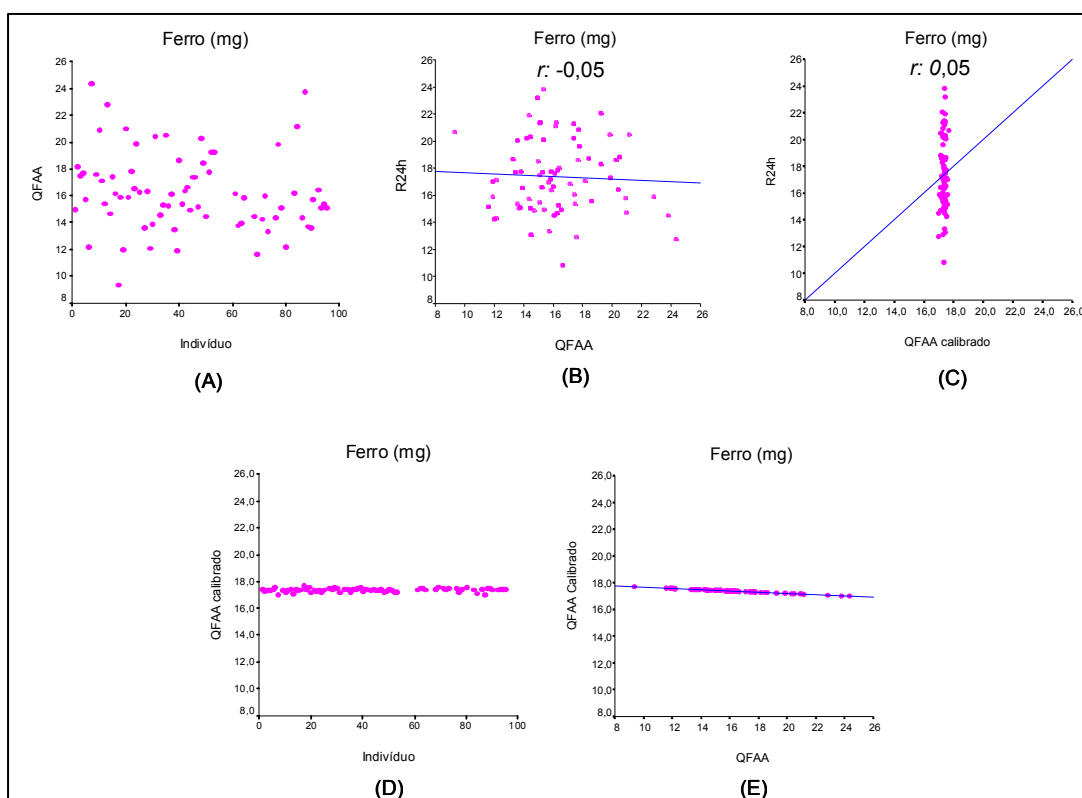 Ferro (mg)
26
24
22
20
18
16
14
12
10
8
QFAA
0 20 40 60 80 100
Indivíduo
(A)
Ferro (mg)
r: -0,05
26
24
22
20
18
16
14
12
10
8
R24h
8 10 12 14 16 18 20 22 24 26
QFAA
(B)
Ferro (mg)
r: 0,05
26
24
22
20
18
16
14
12
10
8
R24h
8 10,0 12,0 14,0 16,0 18,0 20,0 22,0 24,0 26,0
QFAA calibrado
(C)
Ferro (mg)
26,0
24,0
22,0
20,0
18,0
16,0
14,0
12,0
10,0
8,0
QFAA calibrado
0 20 40 60 80 100
Indivíduo
(D)
Ferro (mg)
26,0
24,0
22,0
20,0
18,0
16,0
14,0
12,0
10,0
8,0
QFAA Calibrado
8 10 12 14 16 18 20 22 24 26
QFAA
(E)